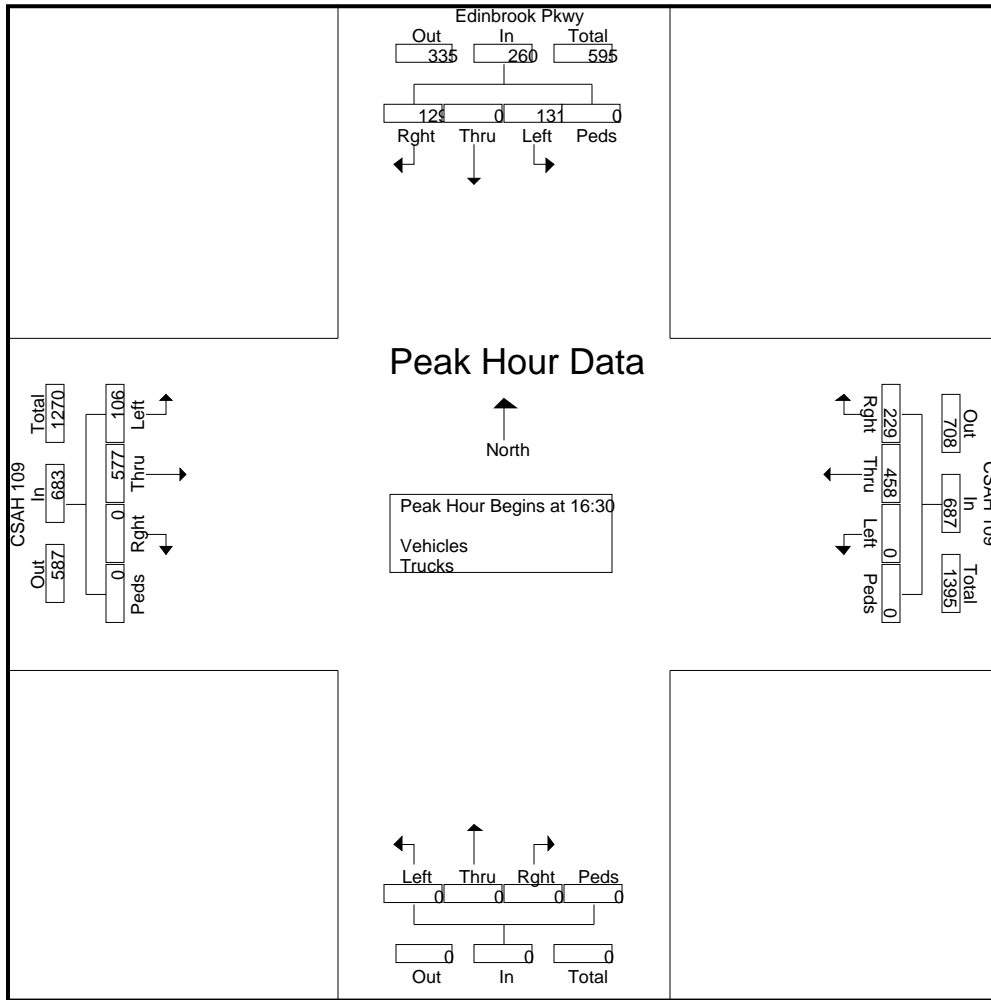 Edinbrook Pkwy
Out In Total
335 260 595
129 0 131 0
Rght Thru Left Peds
Peak Hour Data
North
Peak Hour Begins at 16:30
Vehicles
Trucks
CSAH 109
Total In Out
1270 683 587
106 577 0 0
Left Thru Rght Peds
CSAH 109
Out In Total
708 687 1395
229 458 0 0
Rght Thru Left Peds
Left Thru Rght Peds
0 0 0 0
0 0 0
Out In Total